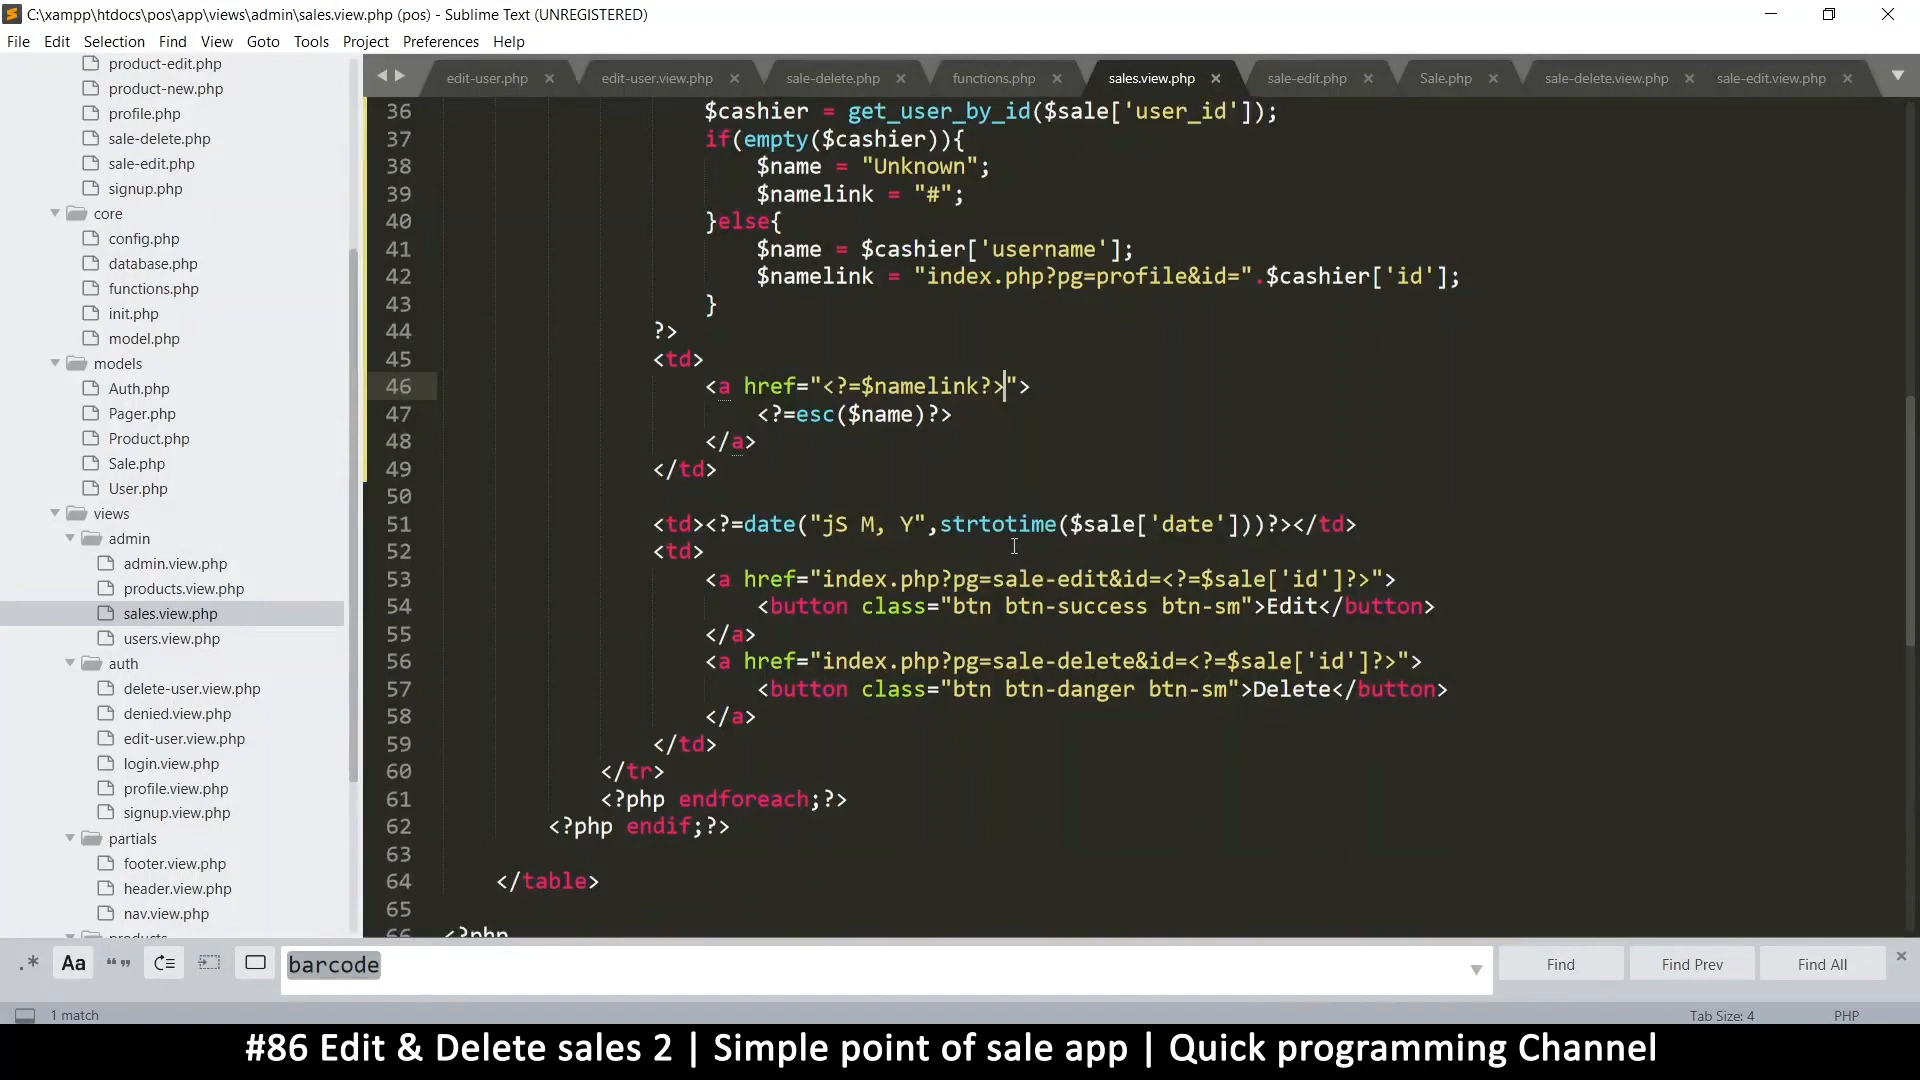 C:\xampp\htdocs\pos\app\views\admin\sales.view.php (pos) - Sublime Text (UNREGISTERED)
File Edit Selection Find View Goto Tools Project Preferences Help
product-edit.php
product-new.php
profile.php
sale-delete.php
sale-edit.php
signup.php
core
config.php
database.php
functions.php
init.php
model.php
models
Auth.php
Pager.php
Product.php
Sale.php
User.php
views
admin
admin.view.php
products.view.php
sales.view.php
users.view.php
auth
delete-user.view.php
denied.view.php
edit-user.view.php
login.view.php
profile.view.php
signup.view.php
partials
footer.view.php
header.view.php
nav.view.php
products
edit-user.php edit-user.view.php sale-delete.php functions.php sales.view.php sale-edit.php Sale.php sale-delete.view.php sale-edit.view.php
36 $cashier = get_user_by_id($sale['user_id']);
37 if(empty($cashier)){
38 $name = "Unknown";
39 $namelink = "#";
40 }else{
41 $name = $cashier['username'];
42 $namelink = "index.php?pg=profile&id=".$cashier['id'];
43 }
44 ?>
45 <td>
46 <a href="<?=$namelink?>">
47 <?=esc($name)?>
48 </a>
49 </td>
50
51 <td><?=date("jS M, Y",strtotime($sale['date']))?></td>
52 <td>
53 <a href="index.php?pg=sale-edit&id=<?=$sale['id']?>">
54 <button class="btn btn-success btn-sm">Edit</button>
55 </a>
56 <a href="index.php?pg=sale-delete&id=<?=$sale['id']?>">
57 <button class="btn btn-danger btn-sm">Delete</button>
58 </a>
59 </td>
60 </tr>
61 <?php endforeach;?>
62 <?php endif;?>
63
64 </table>
65
66 <?php
.* Aa “” barcode Find Find Prev Find All
1 match Tab Size: 4 PHP
#86 Edit & Delete sales 2 | Simple point of sale app | Quick programming Channel